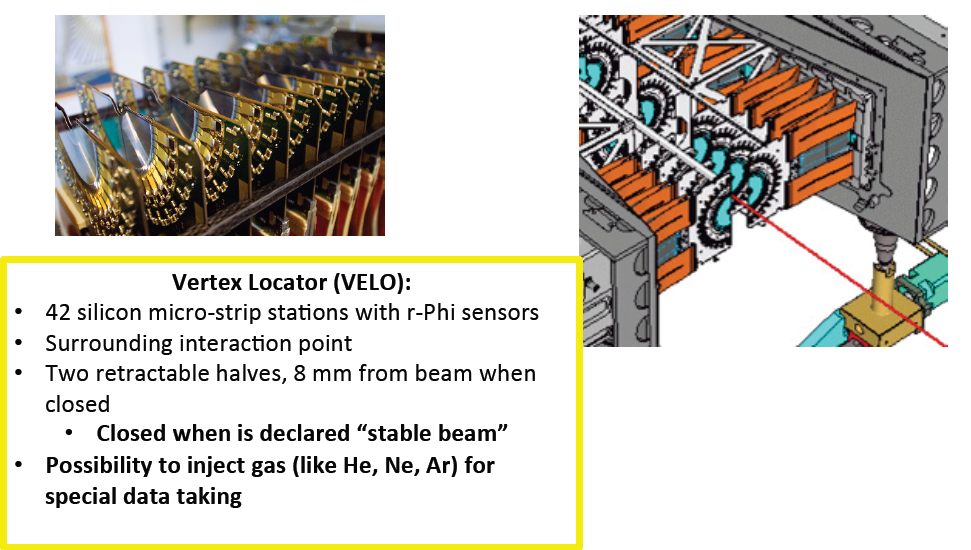 Vertex Locator (VELO):
• 42 silicon micro-strip stations with r-Phi sensors
• Surrounding interaction point
• Two retractable halves, 8 mm from beam when
closed
• Closed when is declared “stable beam”
• Possibility to inject gas (like He, Ne, Ar) for
special data taking